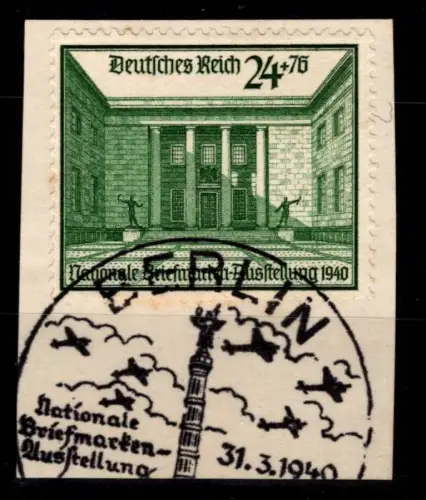 Deutsches Reich 24+76
Nationale Briefmarken-Ausstellung 1940
BERLIN
Nationale
Briefmarken-
Ausstellung
31.3.1940